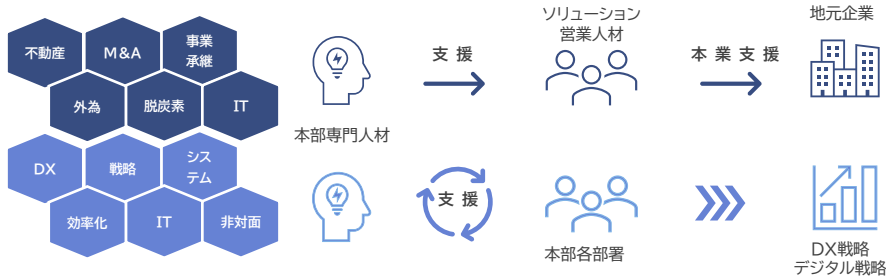 不動産
M&A
事業
承継
外為
脱炭素
IT
DX
戦略
シス
テム
効率化
IT
非対面
本部専門人材
支援
ソリューション
営業人材
本業支援
地元企業
支援
本部各部署
DX戦略
デジタル戦略